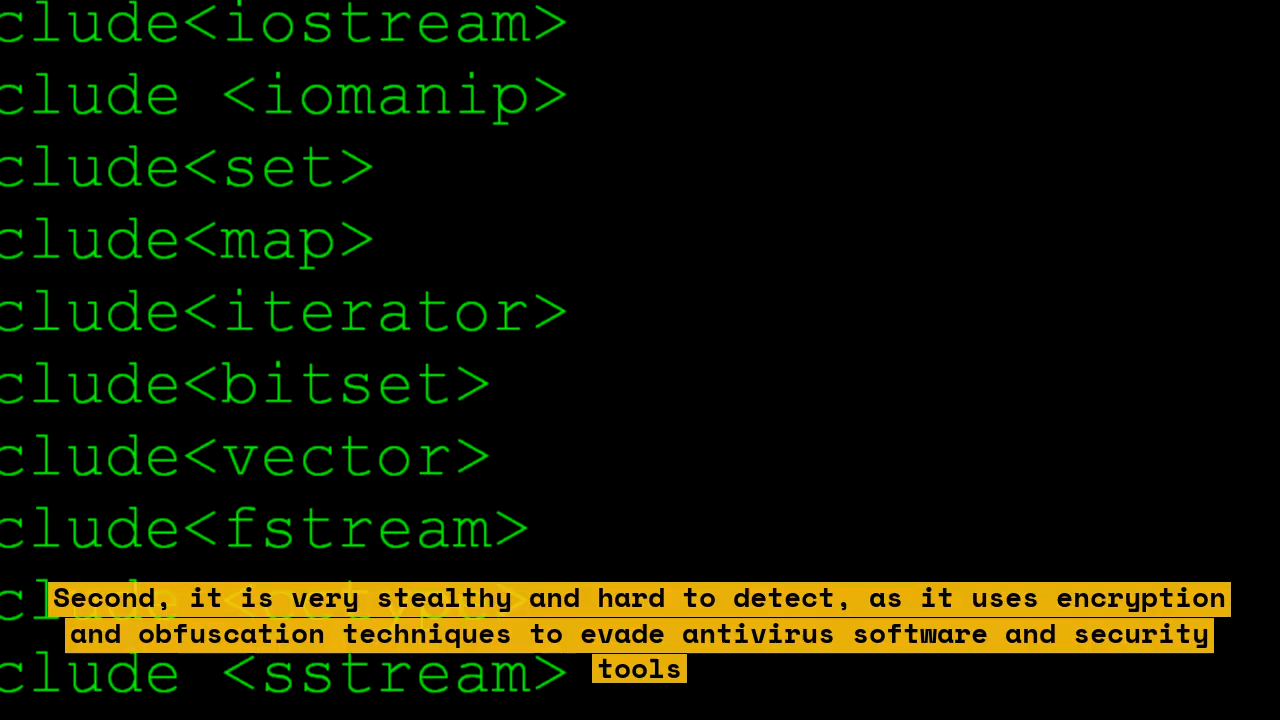 clude<iostream>
clude <iomanip>
clude<set>
clude<map>
clude<iterator>
clude<bitset>
clude<vector>
clude<fstream>
Second, it is very stealthy and hard to detect, as it uses encryption
and obfuscation techniques to evade antivirus software and security
tools
clude <sstream>